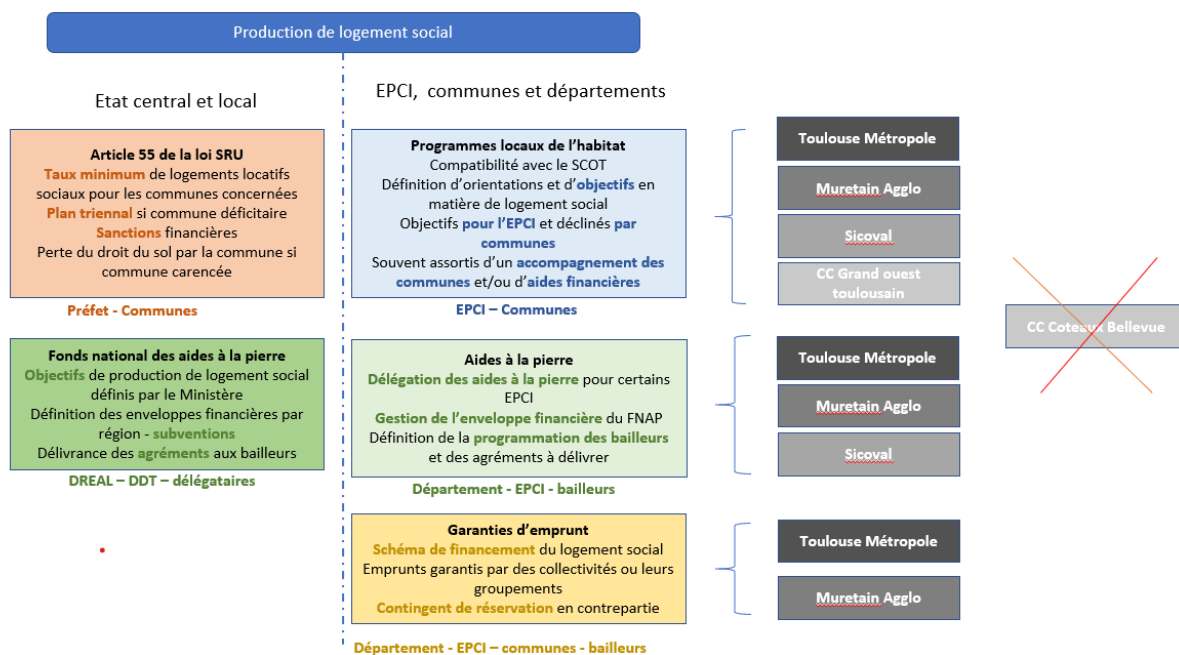 Production de logement social
Etat central et local
EPCI, communes et départements
Article 55 de la loi SRU
Taux minimum de logements locatifs
sociaux pour les communes concernées
Plan triennal si commune déficitaire
Sanctions financières
Perte du droit du sol par la commune si
commune carencée
Préfet - Communes
Programmes locaux de l'habitat
Compatibilité avec le SCOT
Définition d'orientations et d'objectifs en
matière de logement social
Objectifs pour l'EPCI et déclinés par
communes
Souvent assortis d'un accompagnement des
communes et/ou d'aides financières
EPCI – Communes
Toulouse Métropole
Muretain Agglo
Sicoval
CC Grand ouest
toulousain
CC Coteaux Bellevue
Fonds national des aides à la pierre
Objectifs de production de logement social
définis par le Ministère
Définition des enveloppes financières par
région - subventions
Délivrance des agréments aux bailleurs
DREAL – DDT – délégataires
Aides à la pierre
Délégation des aides à la pierre pour certains
EPCI
Gestion de l'enveloppe financière du FNAP
Définition de la programmation des bailleurs
et des agréments à délivrer
Département - EPCI - bailleurs
Toulouse Métropole
Muretain Agglo
Sicoval
Garanties d'emprunt
Schéma de financement du logement social
Emprunts garantis par des collectivités ou leurs
groupements
Contingent de réservation en contrepartie
Département - EPCI – communes - bailleurs
Toulouse Métropole
Muretain Agglo